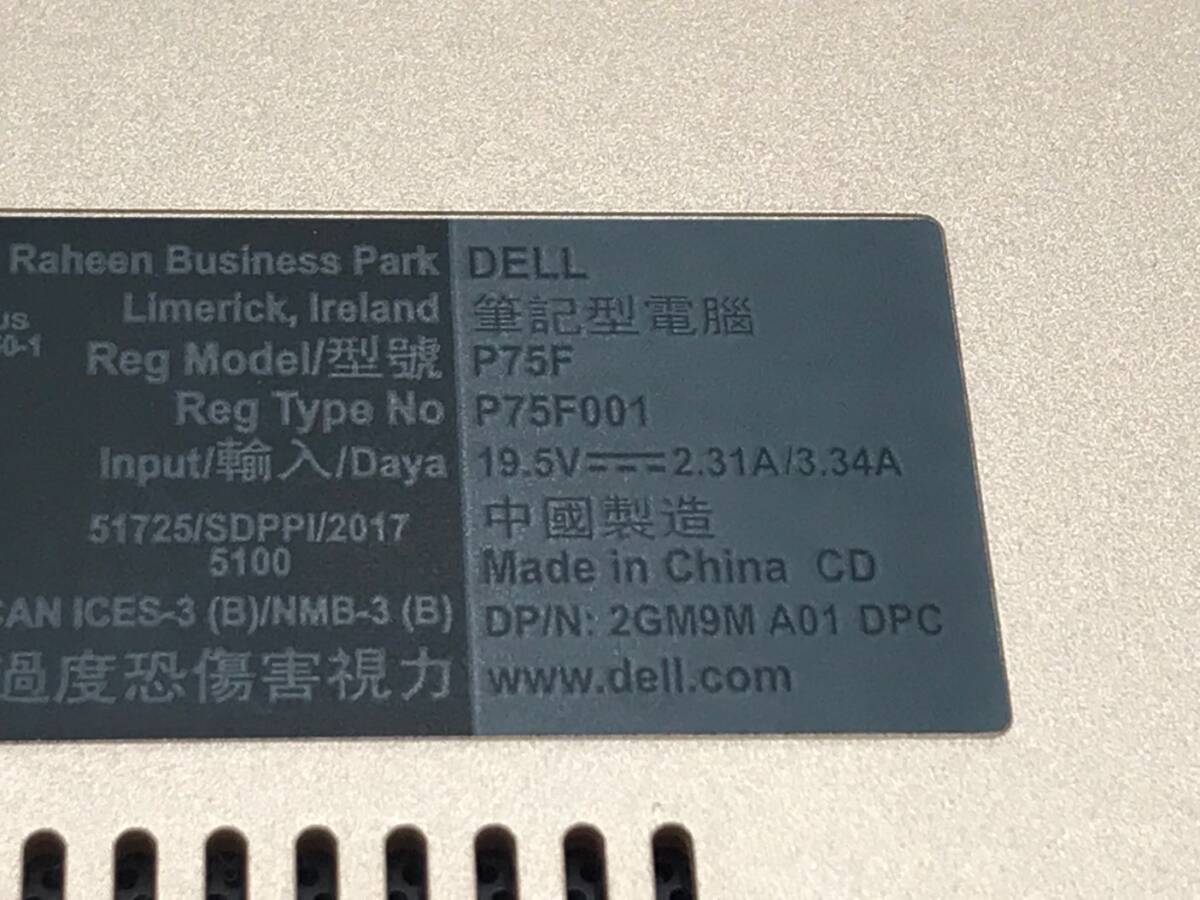 Raheen Business Park DELL
Limerick, Ireland 筆記型電腦
Reg Model/型號 P75F
Reg Type No P75F001
Input/輸入/Daya 19.5V⎓2.31A/3.34A
中國製造
51725/SDPPI/2017
5100 Made in China CD
CAN ICES-3 (B)/NMB-3 (B) DP/N: 2GM9M A01 DPC
過度恐傷害視力 www.dell.com